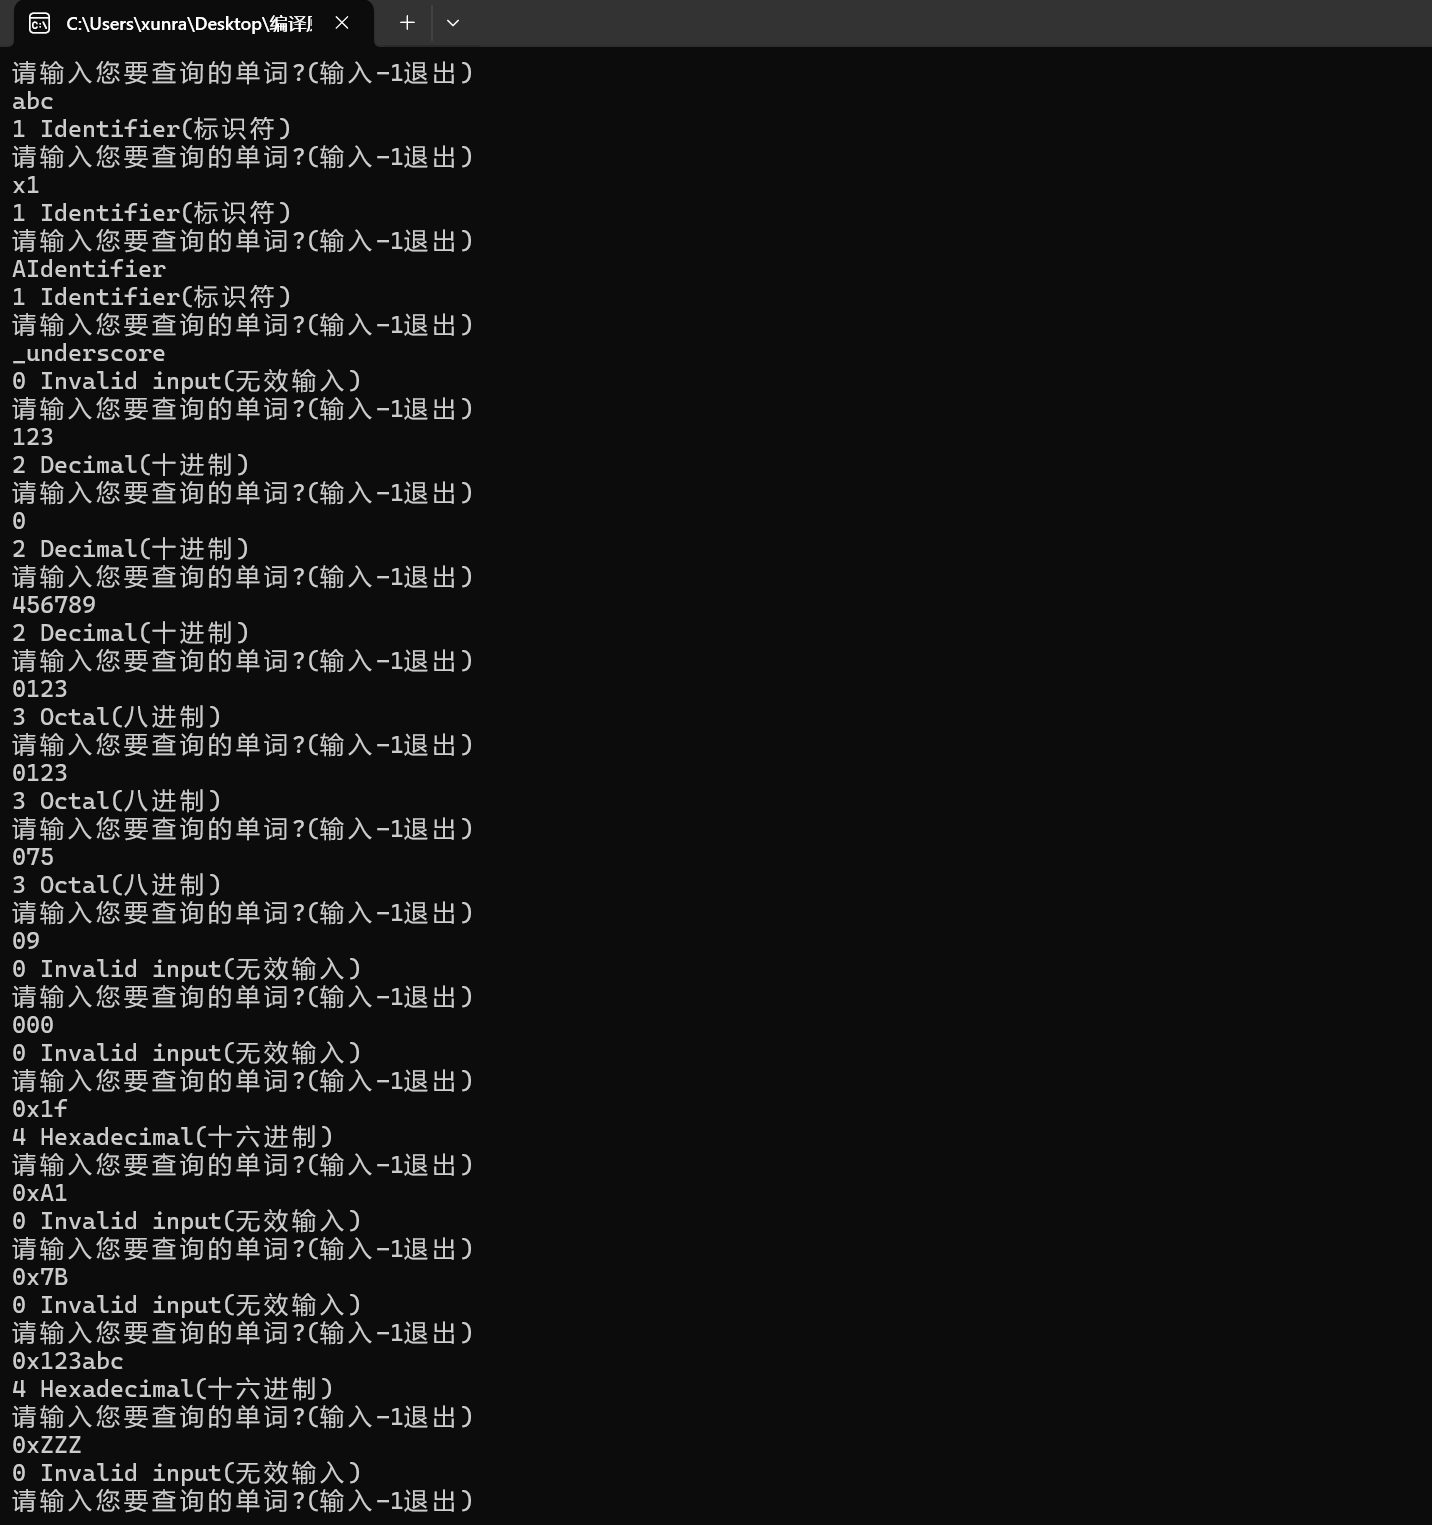 C:\Users\xunra\Desktop\编译
请输入您要查询的单词?(输入-1退出)
abc
1 Identifier(标识符)
请输入您要查询的单词?(输入-1退出)
x1
1 Identifier(标识符)
请输入您要查询的单词?(输入-1退出)
AIdentifier
1 Identifier(标识符)
请输入您要查询的单词?(输入-1退出)
_underscore
0 Invalid input(无效输入)
请输入您要查询的单词?(输入-1退出)
123
2 Decimal(十进制)
请输入您要查询的单词?(输入-1退出)
0
2 Decimal(十进制)
请输入您要查询的单词?(输入-1退出)
456789
2 Decimal(十进制)
请输入您要查询的单词?(输入-1退出)
0123
3 Octal(八进制)
请输入您要查询的单词?(输入-1退出)
0123
3 Octal(八进制)
请输入您要查询的单词?(输入-1退出)
075
3 Octal(八进制)
请输入您要查询的单词?(输入-1退出)
09
0 Invalid input(无效输入)
请输入您要查询的单词?(输入-1退出)
000
0 Invalid input(无效输入)
请输入您要查询的单词?(输入-1退出)
0x1f
4 Hexadecimal(十六进制)
请输入您要查询的单词?(输入-1退出)
0xA1
0 Invalid input(无效输入)
请输入您要查询的单词?(输入-1退出)
0x7B
0 Invalid input(无效输入)
请输入您要查询的单词?(输入-1退出)
0x123abc
4 Hexadecimal(十六进制)
请输入您要查询的单词?(输入-1退出)
0xZZZ
0 Invalid input(无效输入)
请输入您要查询的单词?(输入-1退出)